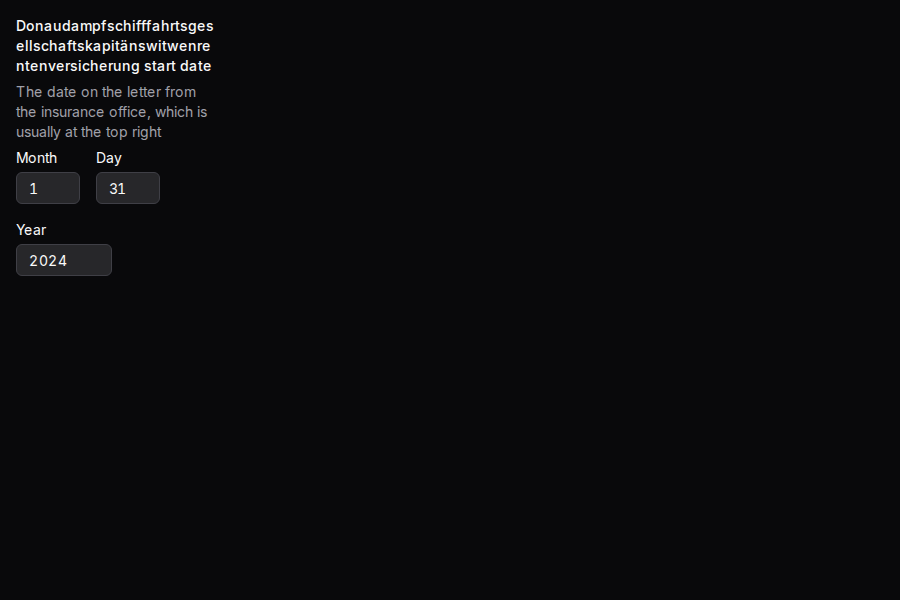 Donaudampfschifffahrtsges
ellschaftskapitänswitwenre
ntenversicherung start date
The date on the letter from
the insurance office, which is
usually at the top right
Month Day
1 31
Year
2024